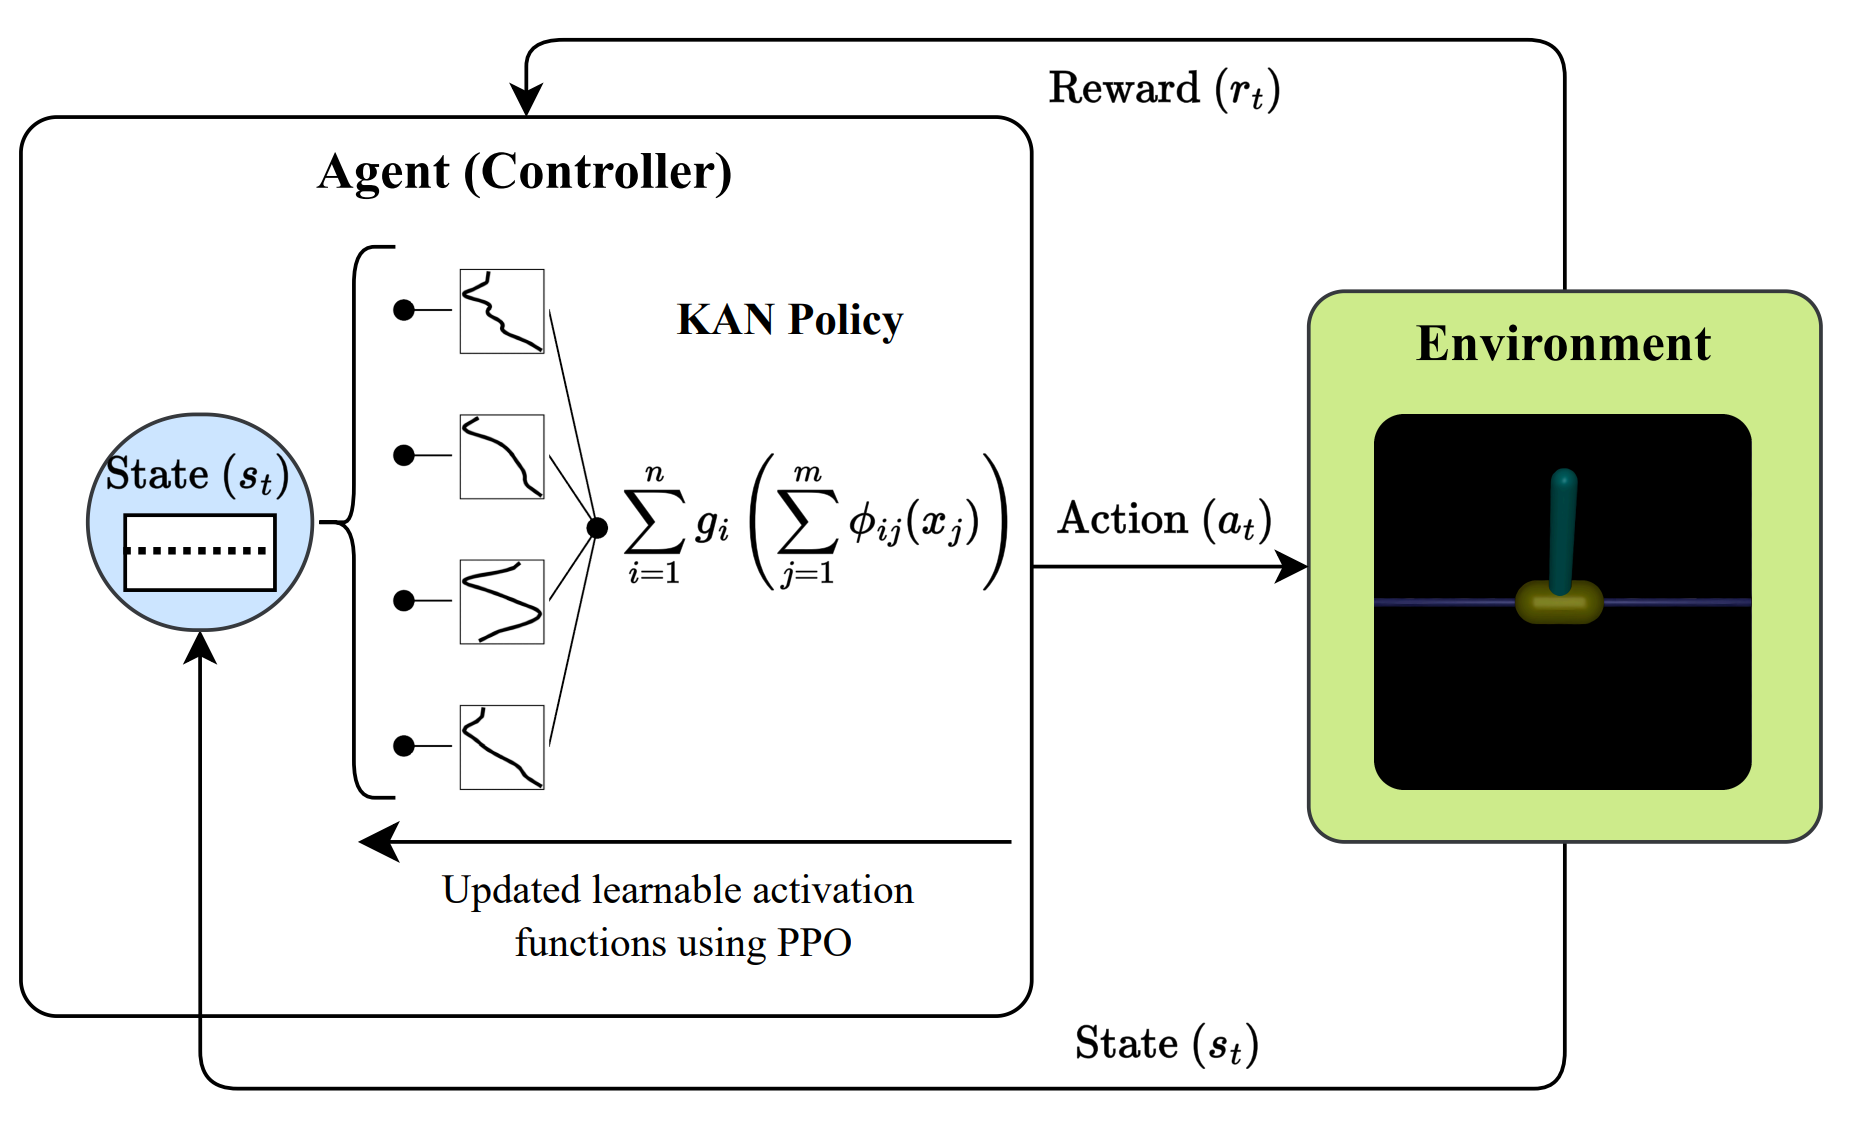 Reward (r_t)
Agent (Controller)
KAN Policy
Environment
State (s_t)
\sum_{i=1}^{n} g_i \left( \sum_{j=1}^{m} \phi_{ij}(x_j) \right)
Action (a_t)
Updated learnable activation
functions using PPO
State (s_t)